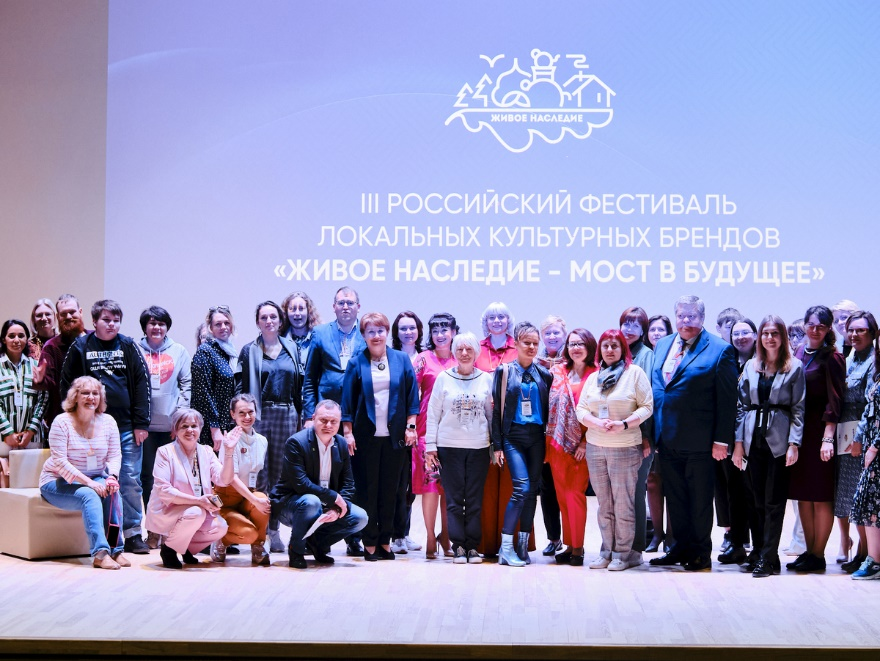 ЖИВОЕ НАСЛЕДИЕ
III РОССИЙСКИЙ ФЕСТИВАЛЬ
ЛОКАЛЬНЫХ КУЛЬТУРНЫХ БРЕНДОВ
«ЖИВОЕ НАСЛЕДИЕ - МОСТ В БУДУЩЕЕ»